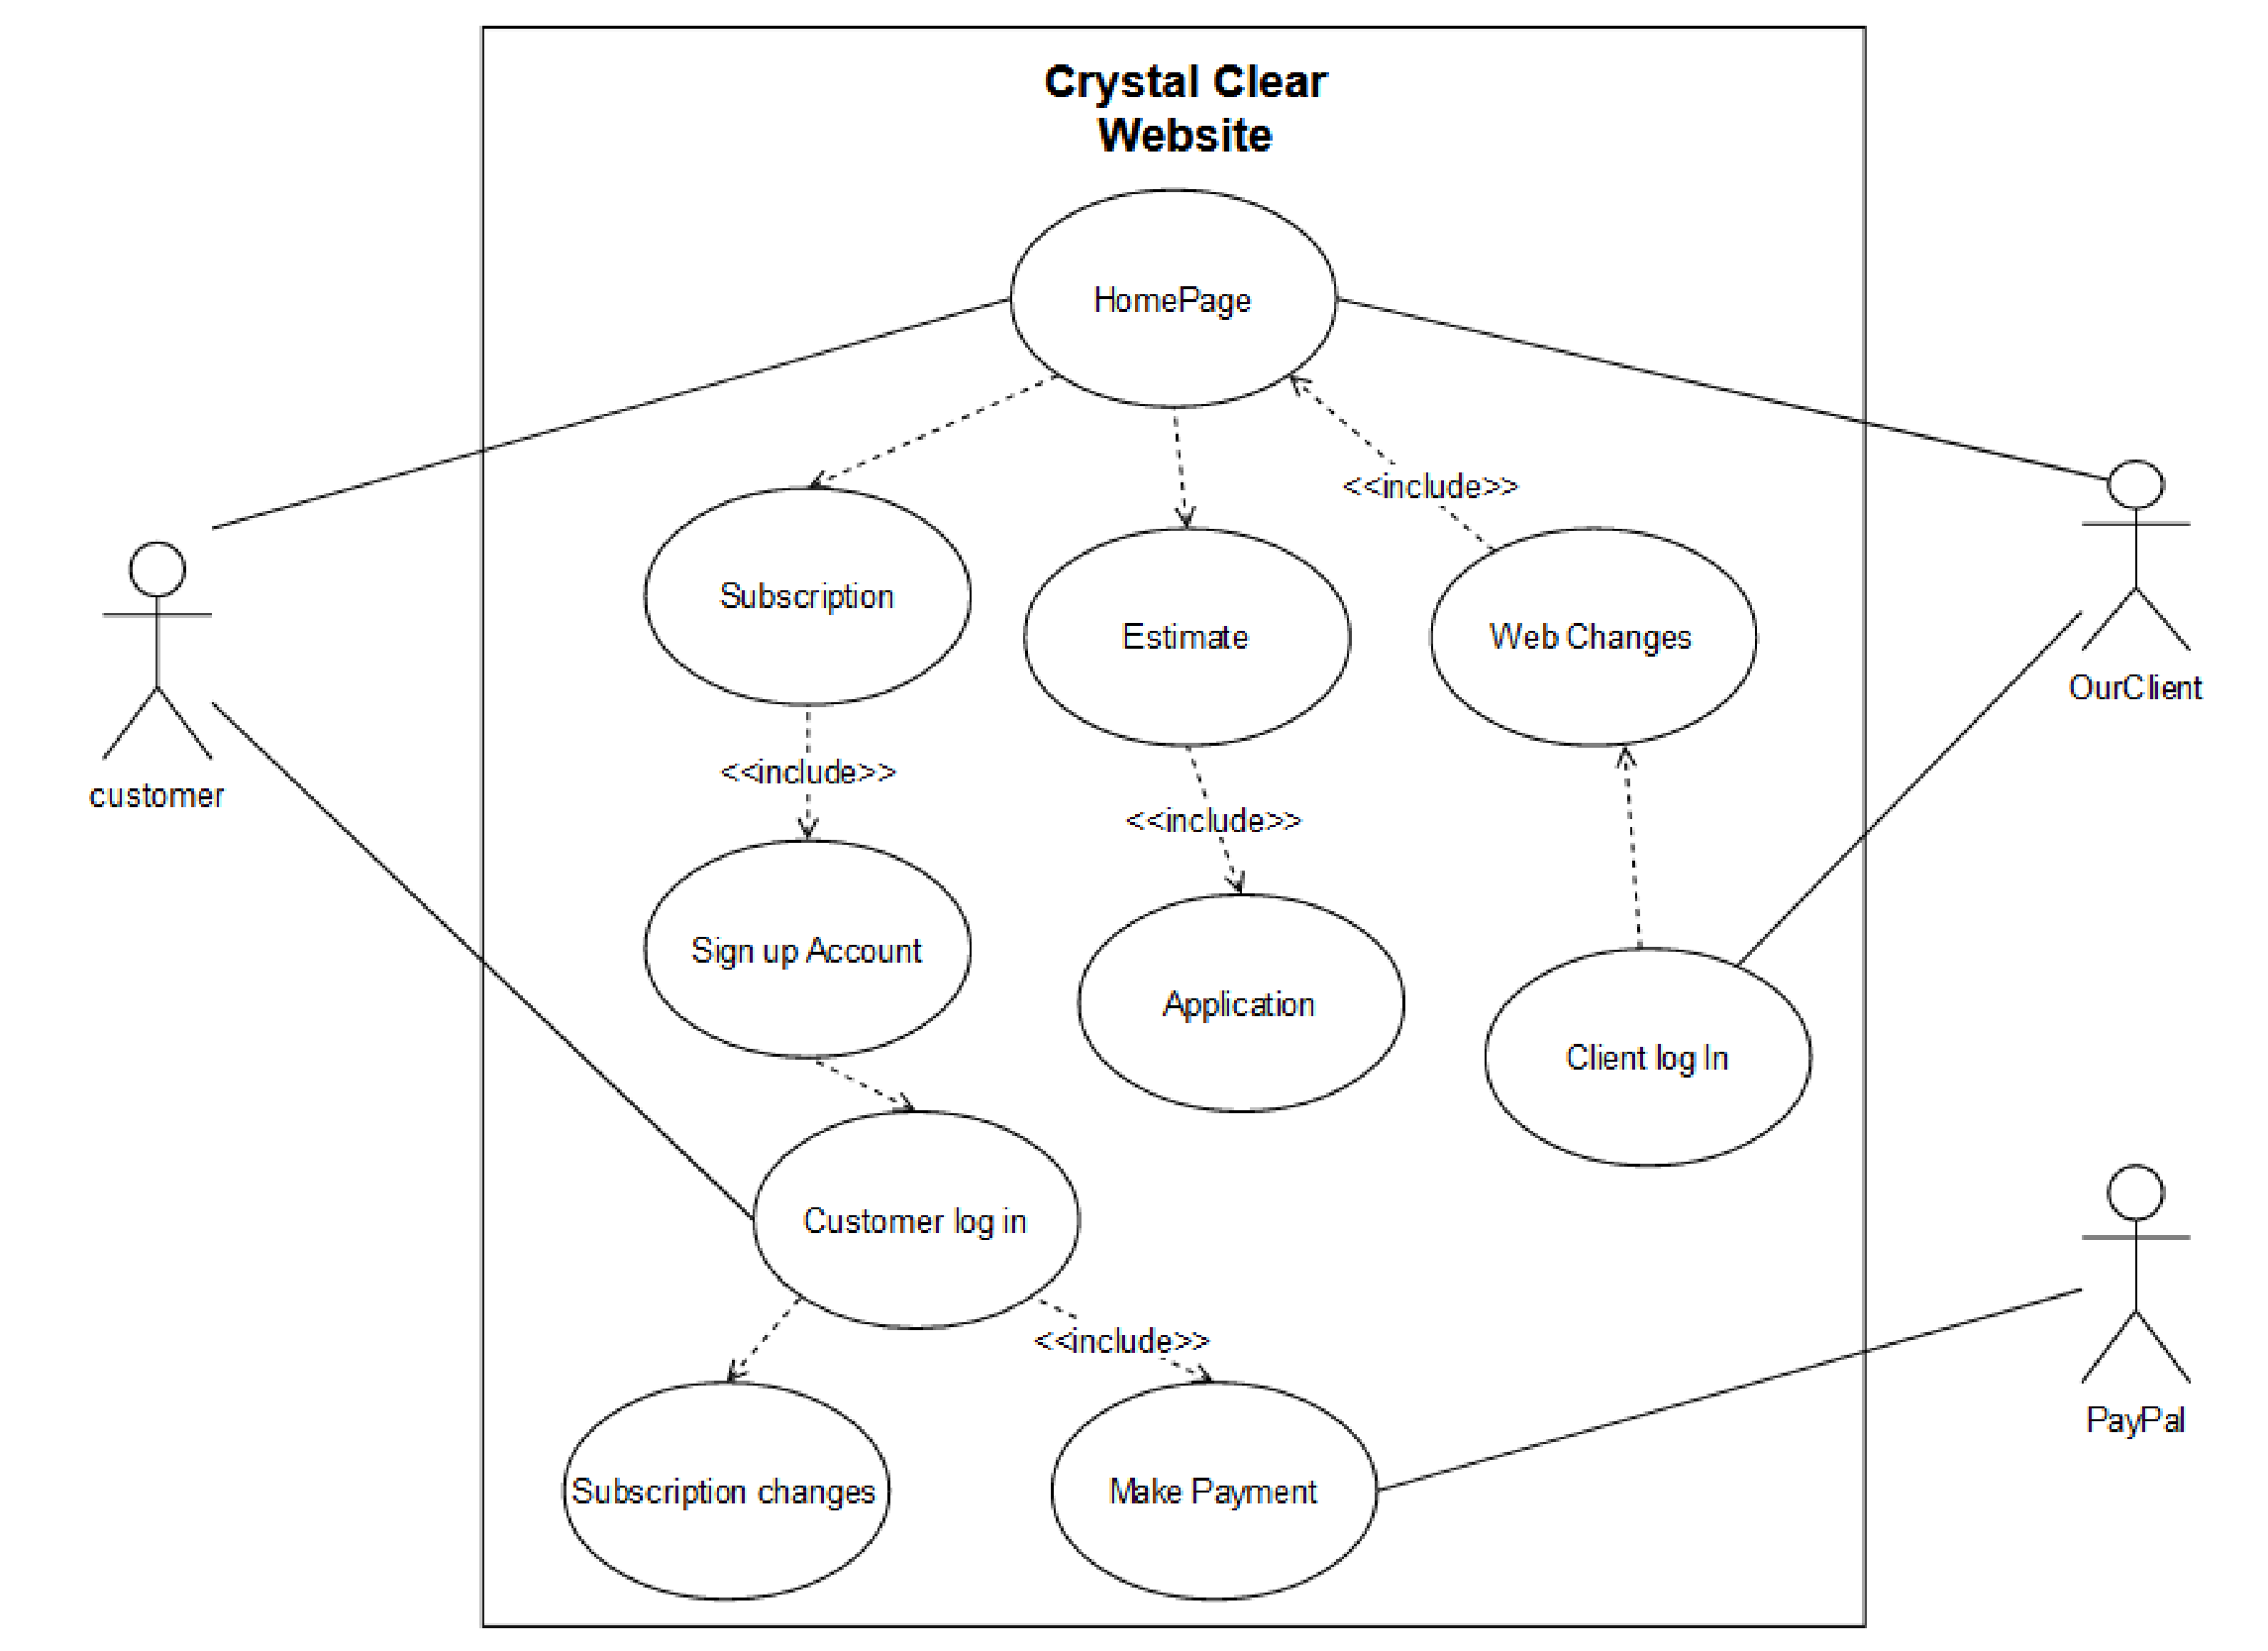 Crystal Clear
Website
HomePage
<<include>>
Subscription
Estimate
Web Changes
OurClient
<<include>>
customer
<<include>>
Sign up Account
Application
Client log In
Customer log in
<<include>>
PayPal
Subscription changes
Make Payment